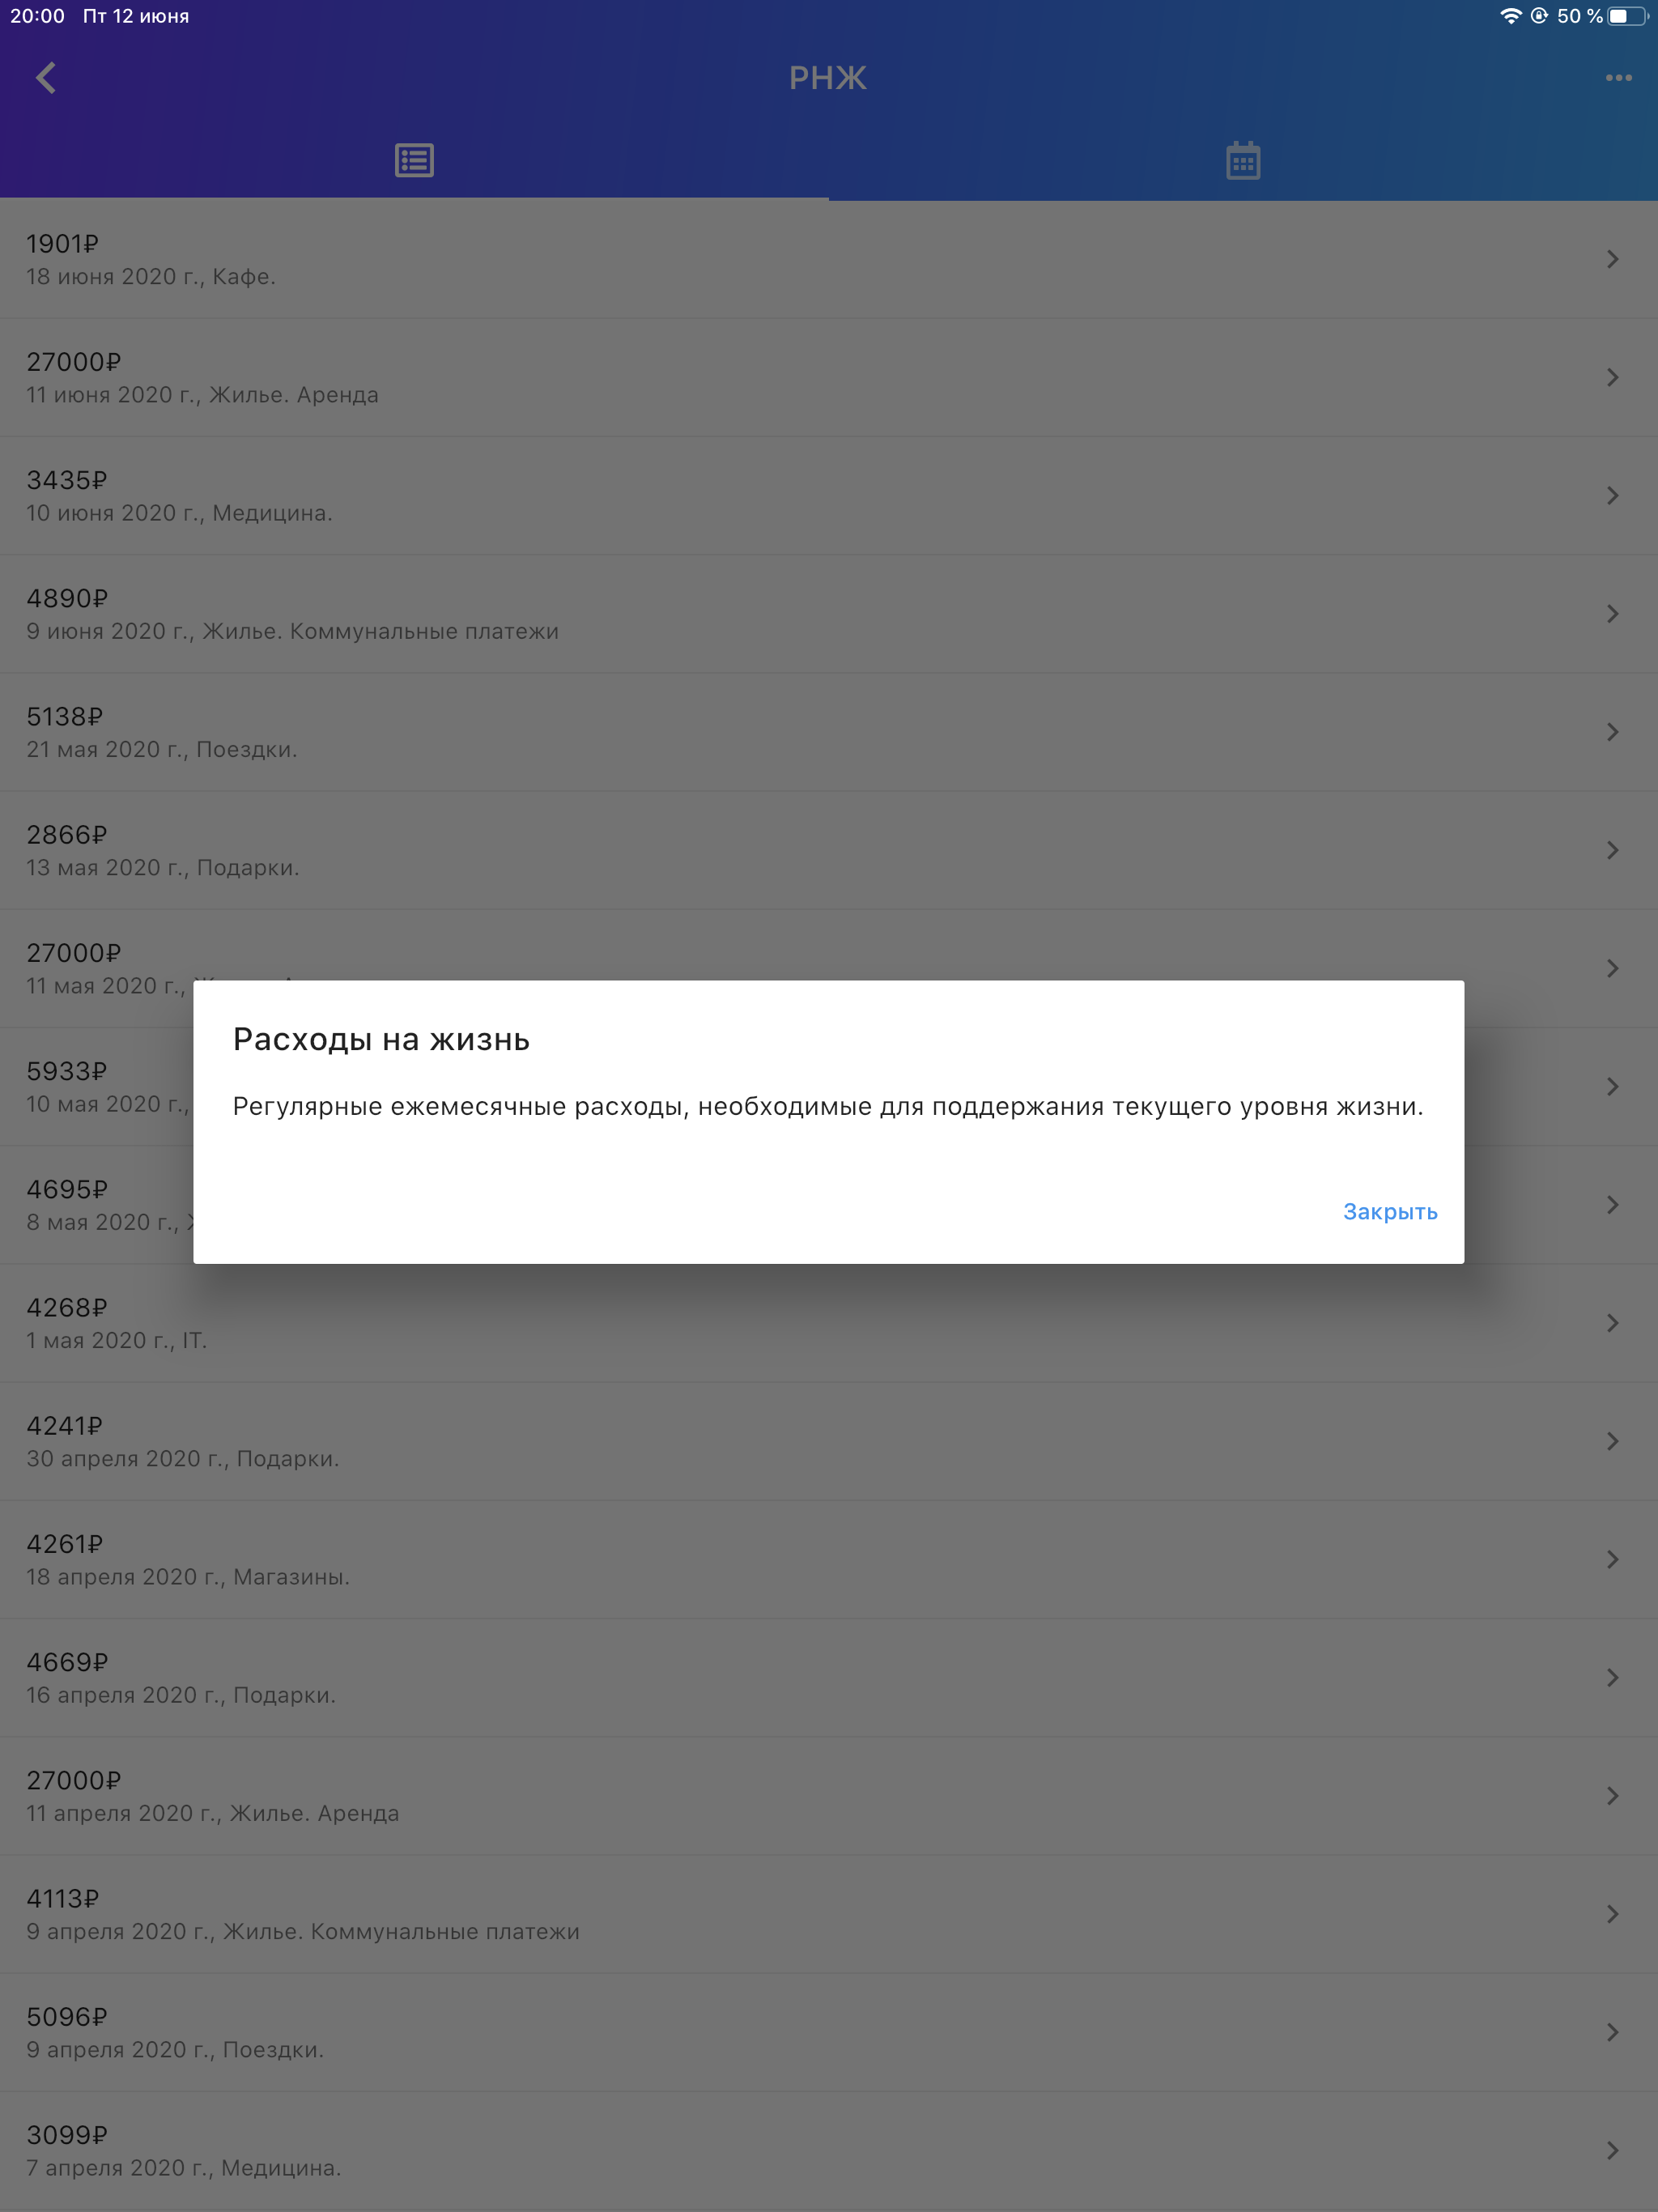 20:00 Пт 12 июня 50 %
РНЖ
1901₽
18 июня 2020 г., Кафе.
27000₽
11 июня 2020 г., Жилье. Аренда
3435₽
10 июня 2020 г., Медицина.
4890₽
9 июня 2020 г., Жилье. Коммунальные платежи
5138₽
21 мая 2020 г., Поездки.
2866₽
13 мая 2020 г., Подарки.
27000₽
11 мая 2020 г.,
Расходы на жизнь
5933₽
10 мая 2020 г.,
Регулярные ежемесячные расходы, необходимые для поддержания текущего уровня жизни.
4695₽
8 мая 2020 г.,
Закрыть
4268₽
1 мая 2020 г., IT.
4241₽
30 апреля 2020 г., Подарки.
4261₽
18 апреля 2020 г., Магазины.
4669₽
16 апреля 2020 г., Подарки.
27000₽
11 апреля 2020 г., Жилье. Аренда
4113₽
9 апреля 2020 г., Жилье. Коммунальные платежи
5096₽
9 апреля 2020 г., Поездки.
3099₽
7 апреля 2020 г., Медицина.